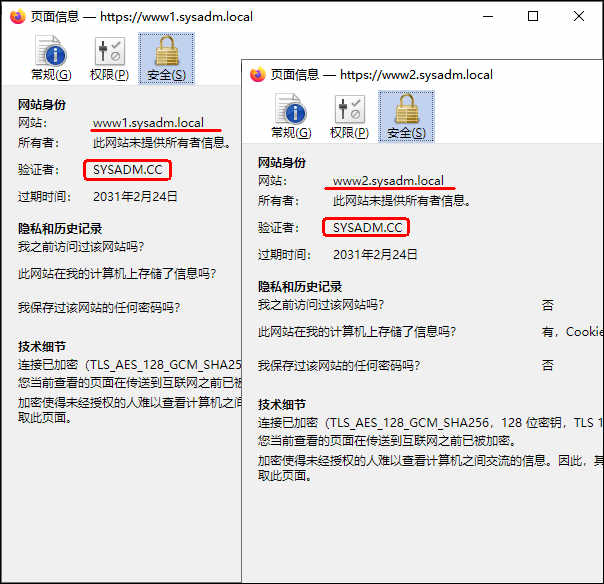 页面信息 — https://www1.sysadm.local
常规(G) 权限(P) 安全(S)
网站身份
网站： www1.sysadm.local
所有者： 此网站未提供所有者信息。
验证者： SYSADM.CC
过期时间： 2031年2月24日
隐私和历史记录
我之前访问过该网站吗？
此网站在我的计算机上存储了信息吗？
我保存过该网站的任何密码吗？
技术细节
连接已加密（TLS_AES_128_GCM_SHA25
您当前查看的页面在传送到互联网之前已被
加密使得未经授权的人难以查看计算机之间
取此页面。
页面信息 — https://www2.sysadm.local
常规(G) 权限(P) 安全(S)
网站身份
网站： www2.sysadm.local
所有者： 此网站未提供所有者信息。
验证者： SYSADM.CC
过期时间： 2031年2月24日
隐私和历史记录
我之前访问过该网站吗？ 否
此网站在我的计算机上存储了信息吗？ 有，Cookie
我保存过该网站的任何密码吗？ 否
技术细节
连接已加密（TLS_AES_128_GCM_SHA256，128 位密钥，TLS 1
您当前查看的页面在传送到互联网之前已被加密。
加密使得未经授权的人难以查看计算机之间交流的信息。因此，其
取此页面。